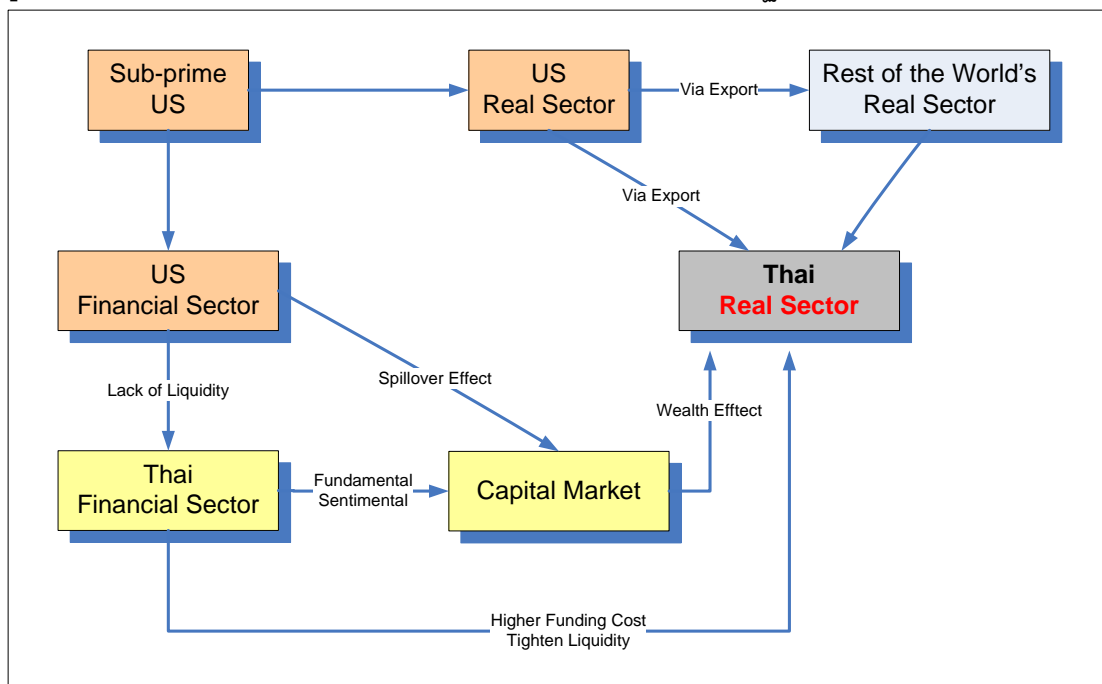 Sub-prime
US
US
Real Sector
Via Export
Rest of the World's
Real Sector
Via Export
US
Financial Sector
Thai
Real Sector
Lack of Liquidity
Spillover Effect
Wealth Efftect
Thai
Financial Sector
Fundamental
Sentimental
Capital Market
Higher Funding Cost
Tighten Liquidity